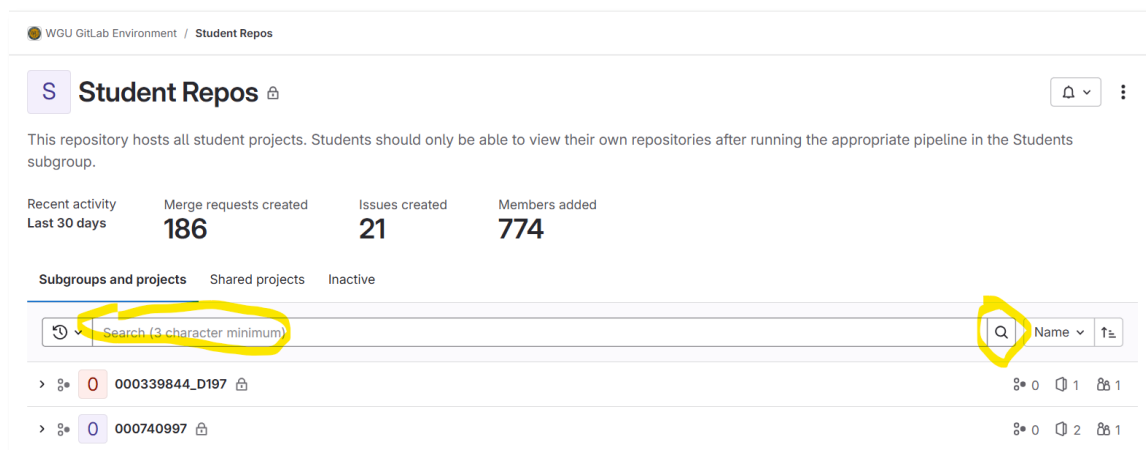 WGU GitLab Environment / Student Repos
S Student Repos
This repository hosts all student projects. Students should only be able to view their own repositories after running the appropriate pipeline in the Students
subgroup.
Recent activity Merge requests created Issues created Members added
Last 30 days 186 21 774
Subgroups and projects Shared projects Inactive
Search (3 character minimum) Name
0 000339844_D197 0 1 1
0 000740997 0 2 1